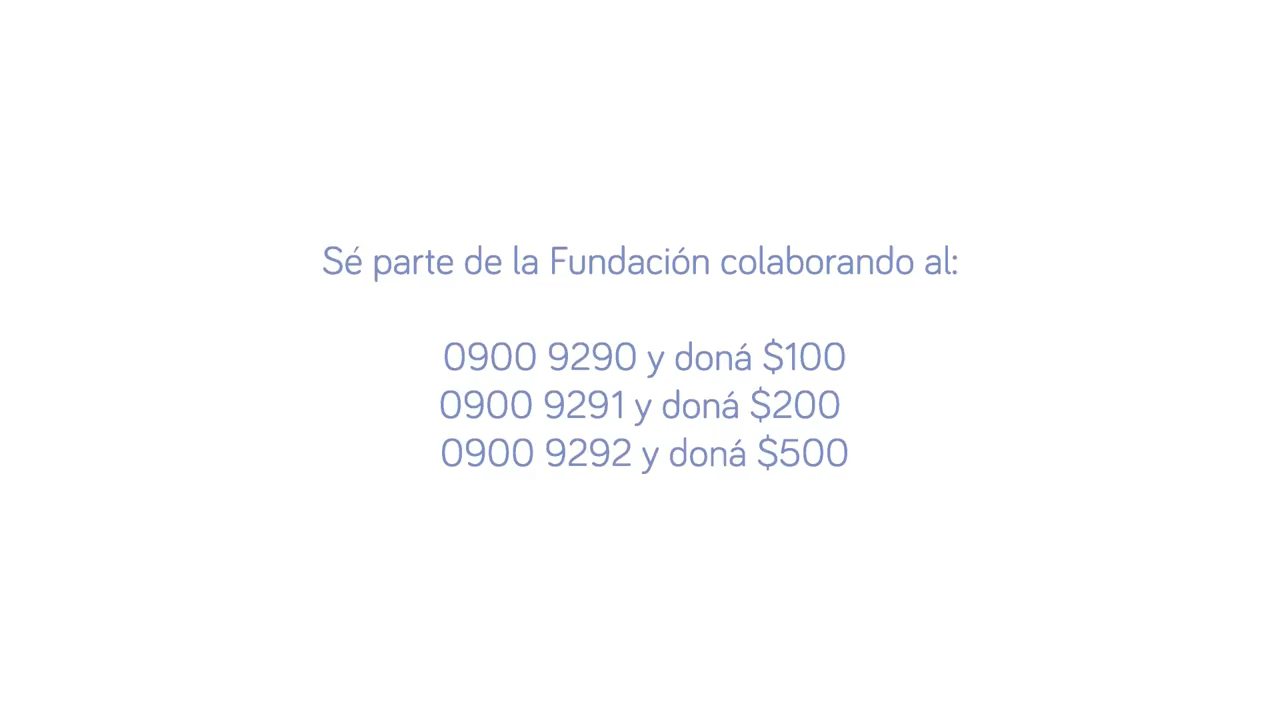 Sé parte de la Fundación colaborando al:
0900 9290 y doná $100
0900 9291 y doná $200
0900 9292 y doná $500